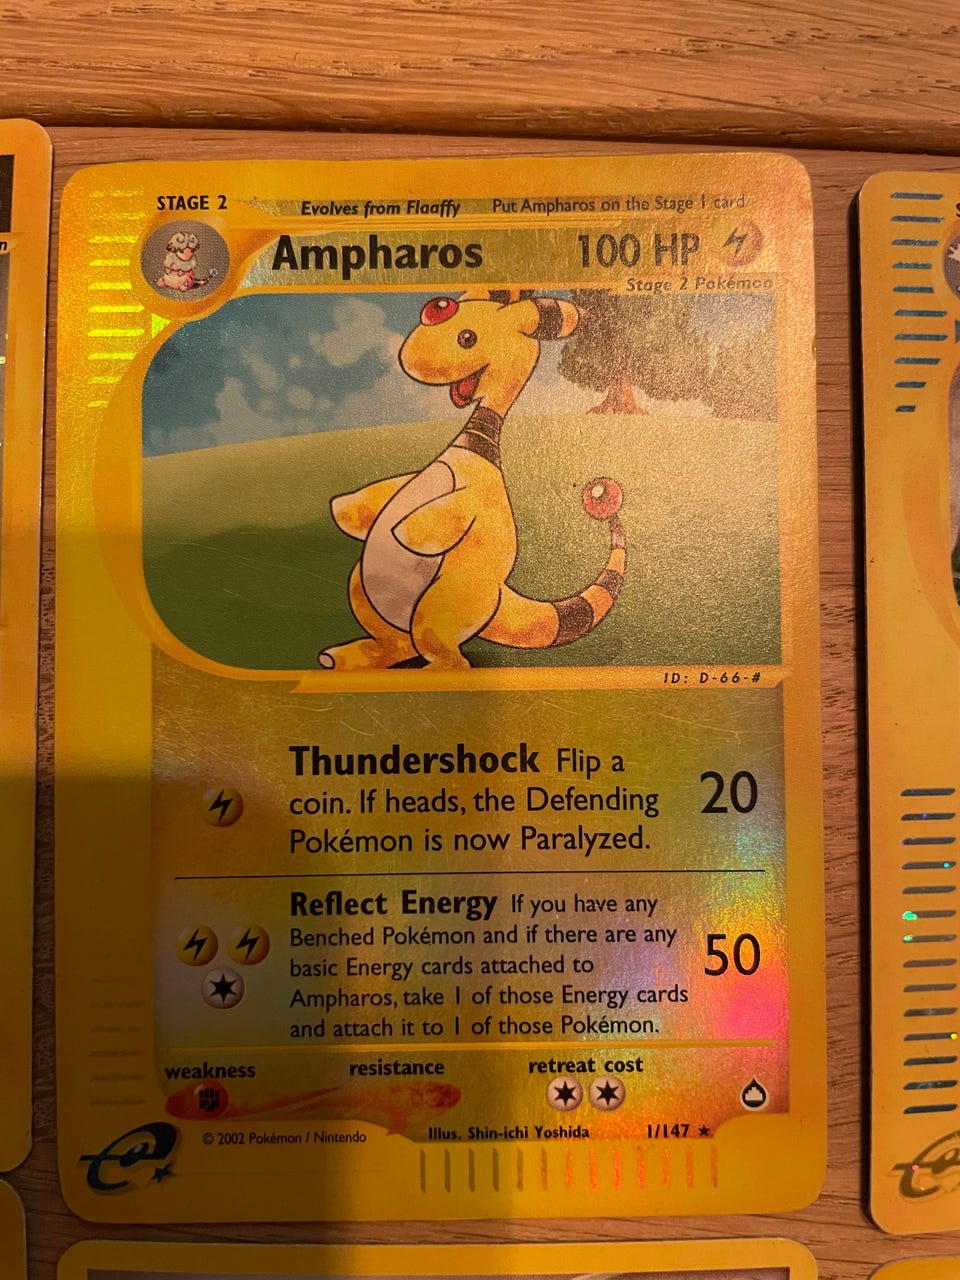 STAGE 2 Evolves from Flaaffy Put Ampharos on the Stage 1 card
Ampharos 100 HP
Stage 2 Pokémon
ID: D-66-#
Thundershock Flip a
coin. If heads, the Defending
Pokémon is now Paralyzed.
20
Reflect Energy If you have any
Benched Pokémon and if there are any
basic Energy cards attached to
Ampharos, take 1 of those Energy cards
and attach it to 1 of those Pokémon.
50
weakness resistance retreat cost
© 2002 Pokémon / Nintendo Illus. Shin-ichi Yoshida 1/147 ★
e